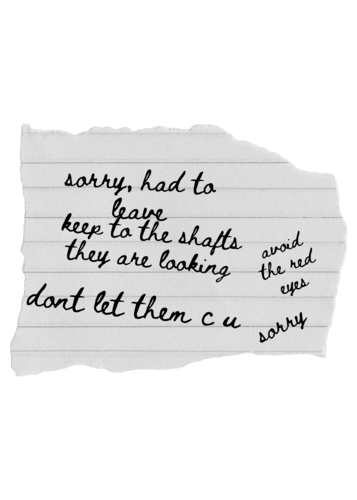 sorry, had to
leave
keep to the shafts
they are looking
avoid
the red
eyes
dont let them c u
sorry